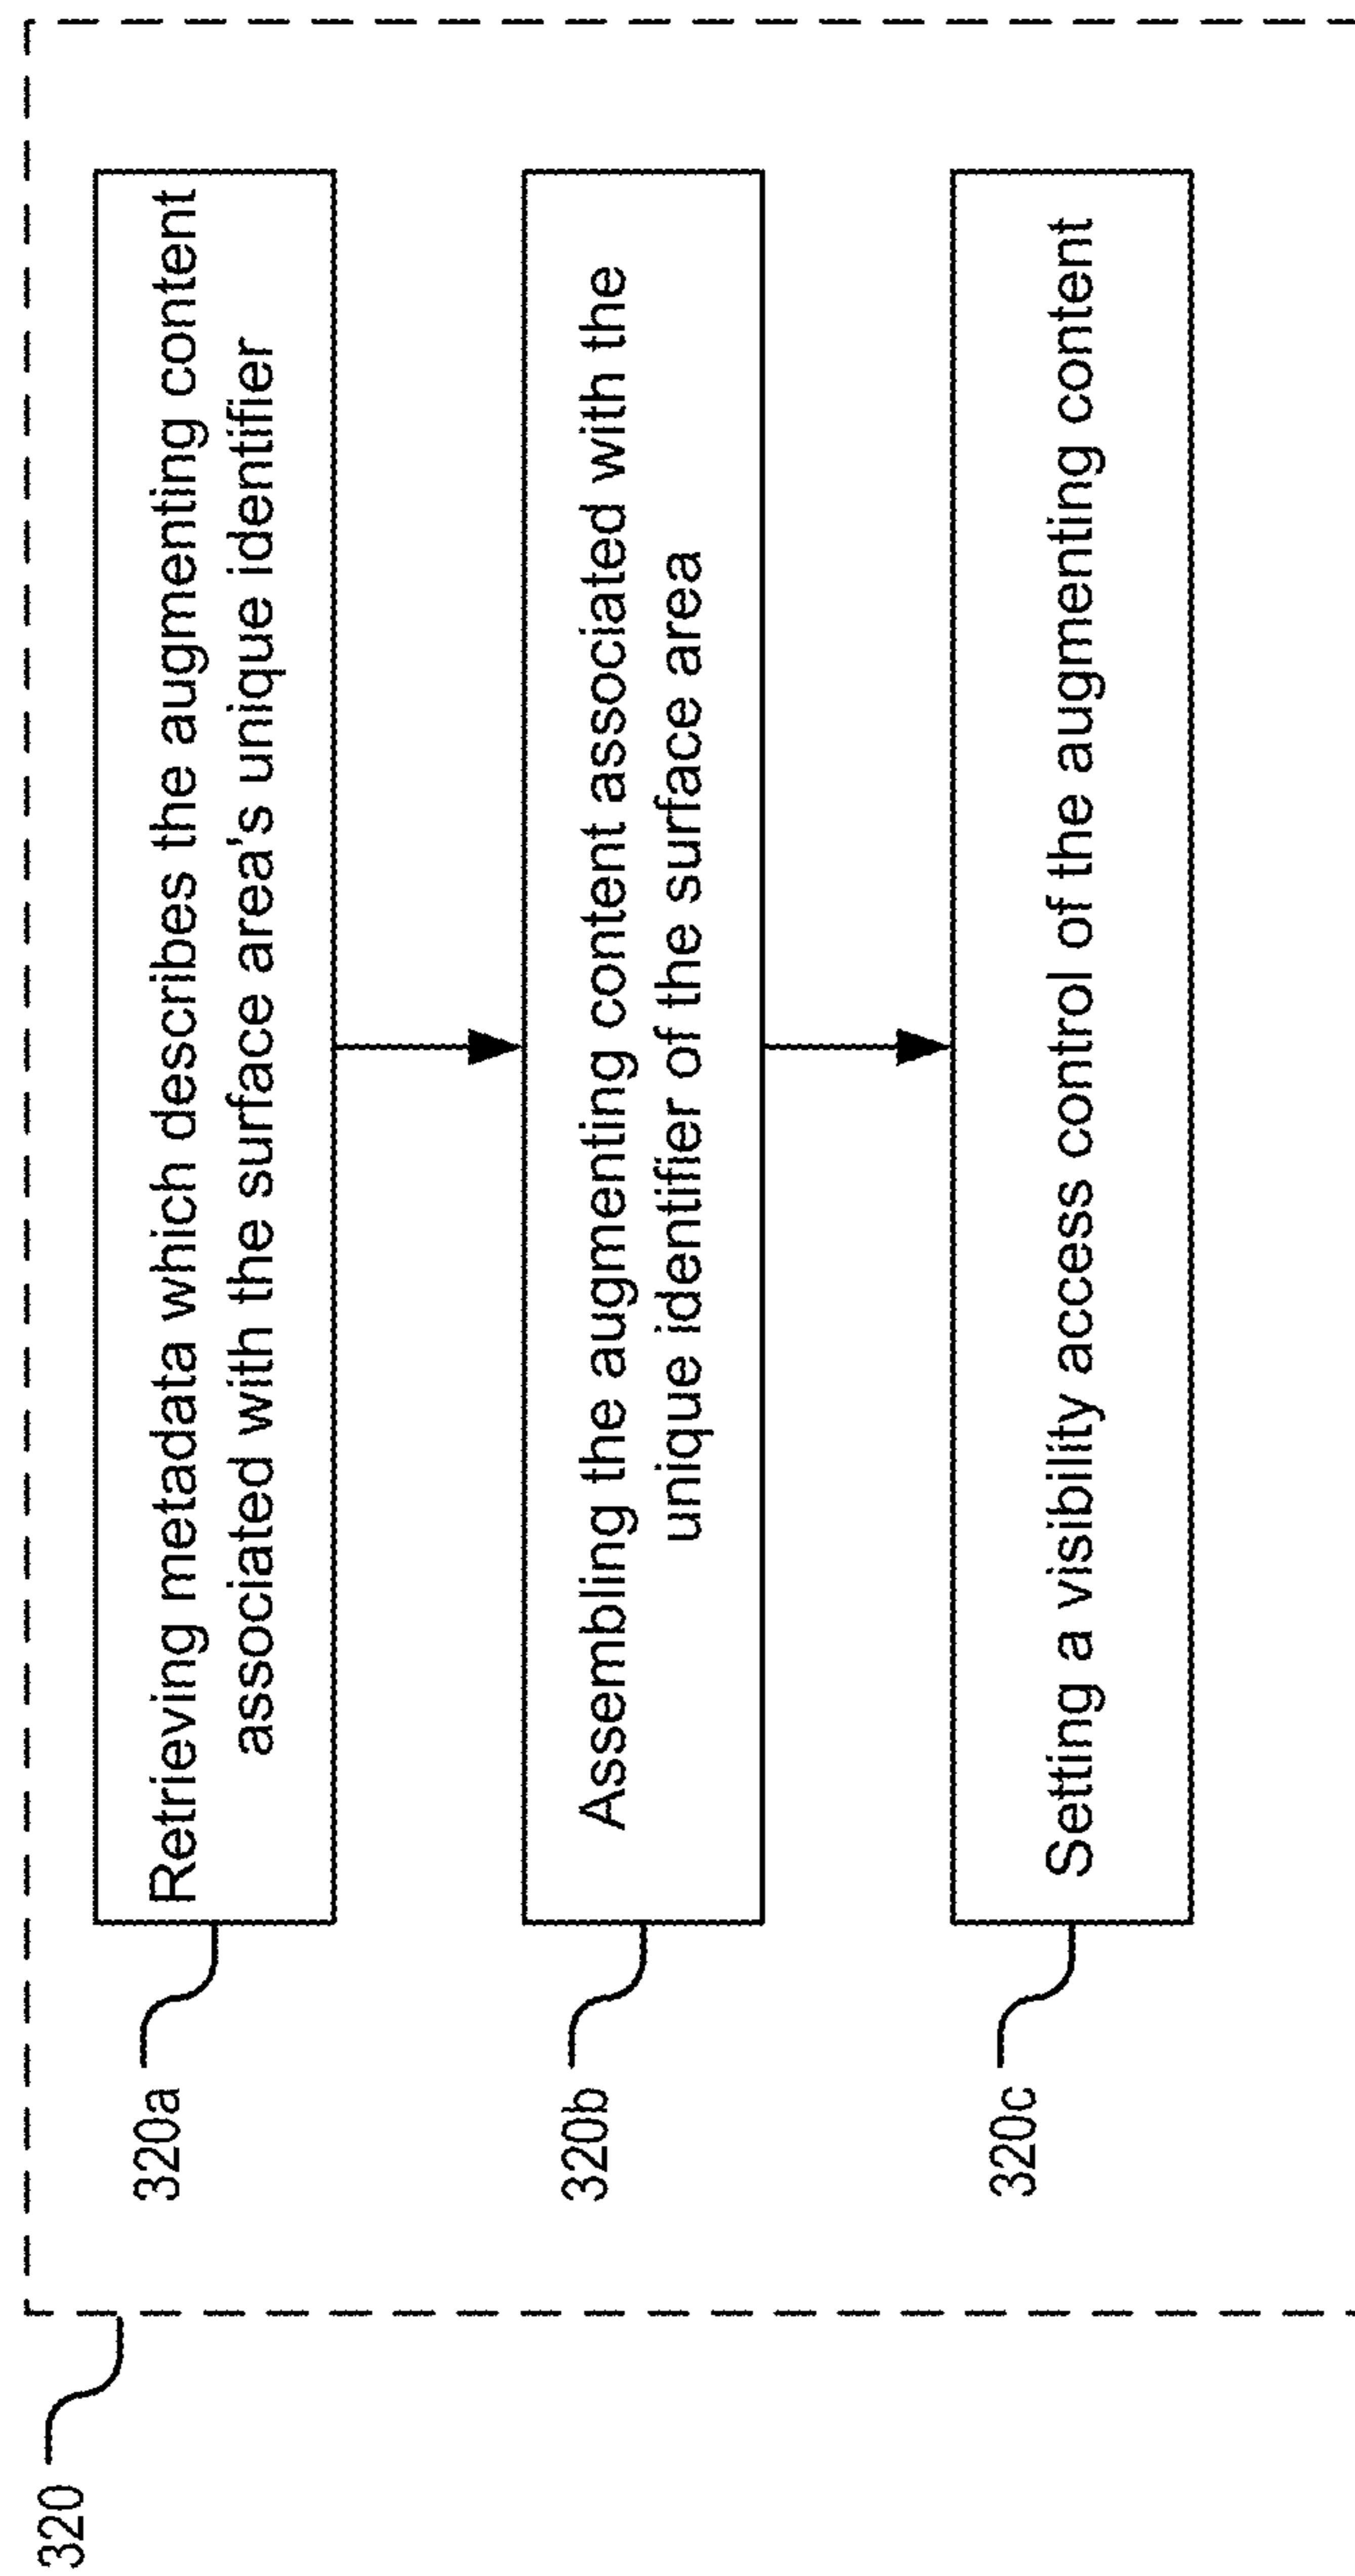 320
320a
Retrieving metadata which describes the augmenting content
associated with the surface area's unique identifier
320b
Assembling the augmenting content associated with the
unique identifier of the surface area
320c
Setting a visibility access control of the augmenting content